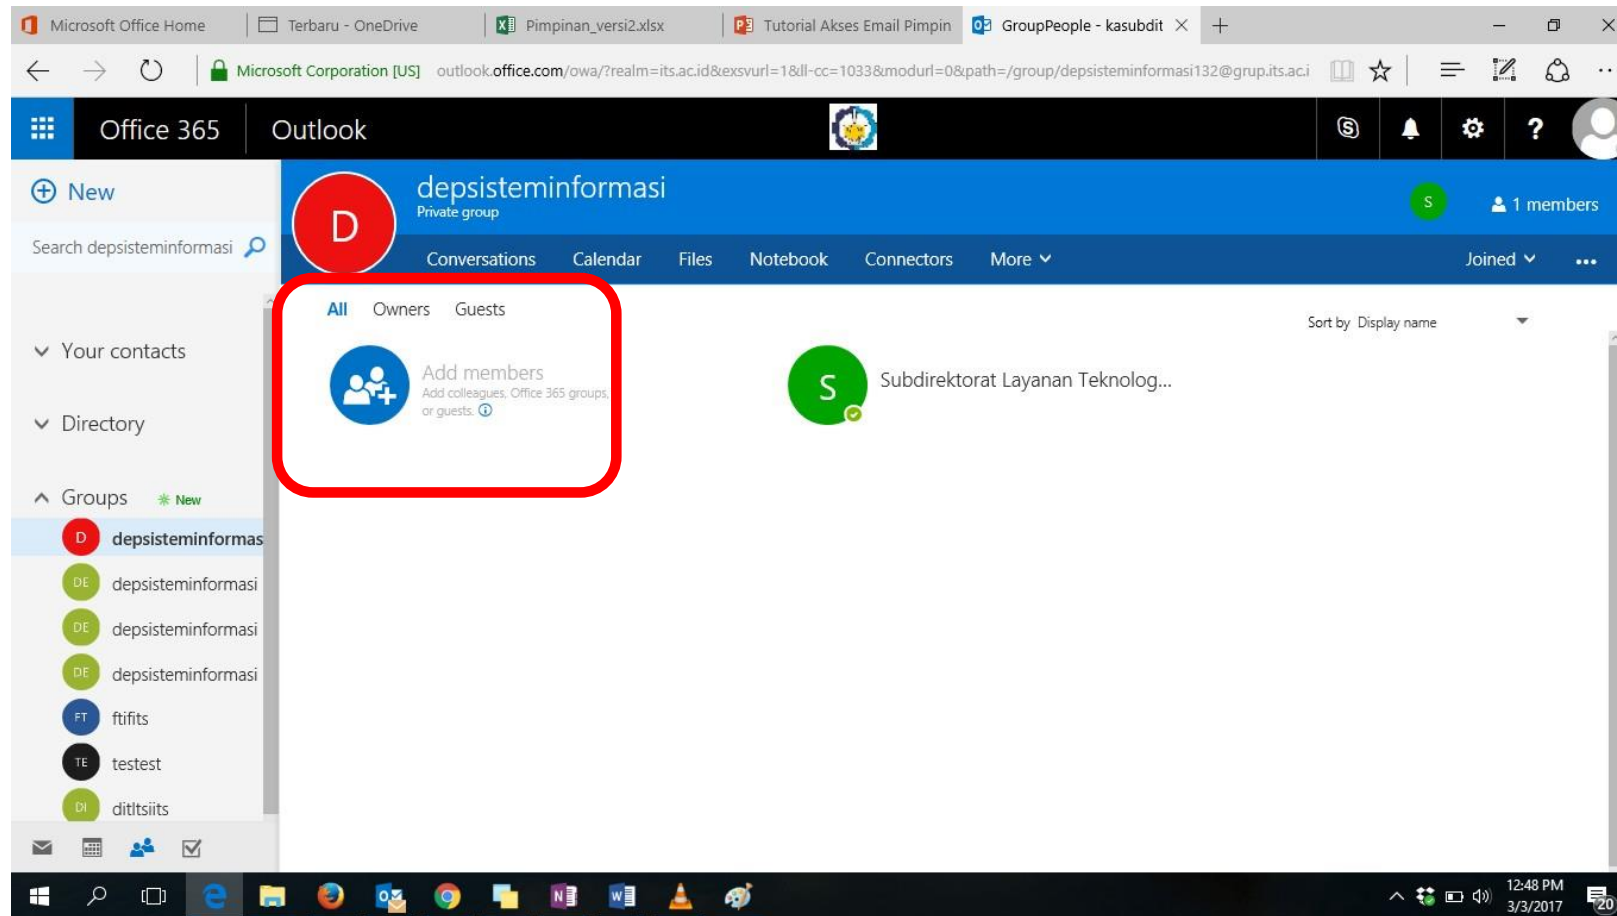 Microsoft Office Home
Terbaru - OneDrive
Pimpinan_versi2.xlsx
Tutorial Akses Email Pimpin
GroupPeople - kasubdit
Microsoft Corporation [US] outlook.office.com/owa/?realm=its.ac.id&exsvurl=1&ll-cc=1033&modurl=0&path=/group/depsisteminformasi132@grup.its.ac.i
Office 365
Outlook
New
depsisteminformasi
Private group
D
S
1 members
Search depsisteminformasi
Conversations Calendar Files Notebook Connectors More
Joined
All Owners Guests
Sort by Display name
Your contacts
Add members
Add colleagues, Office 365 groups,
or guests.
S
Subdirektorat Layanan Teknolog...
Directory
Groups New
D depsisteminformas
DE depsisteminformasi
DE depsisteminformasi
DE depsisteminformasi
FT ftifits
TE testest
DI ditltsiits
12:48 PM
3/3/2017
20